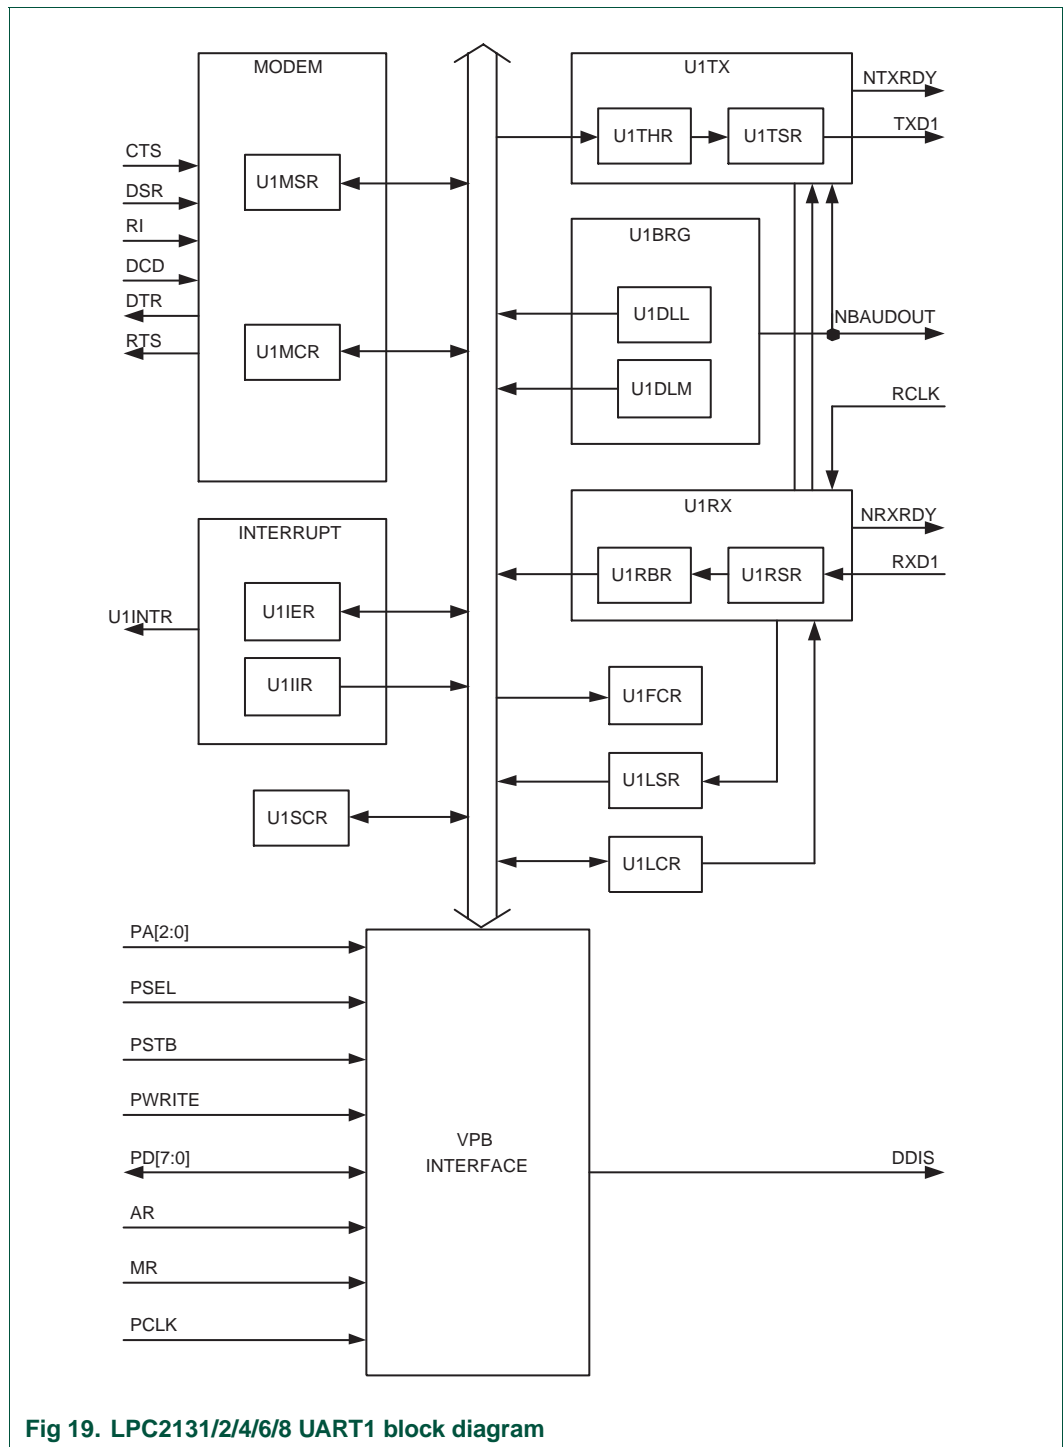 MODEM
U1TX
NTXRDY
TXD1
U1THR
U1TSR
CTS
DSR
RI
DCD
DTR
RTS
U1MSR
U1MCR
U1BRG
U1DLL
U1DLM
NBAUDOUT
RCLK
U1RX
NRXRDY
RXD1
U1RBR
U1RSR
INTERRUPT
U1INTR
U1IER
U1IIR
U1FCR
U1LSR
U1SCR
U1LCR
PA[2:0]
PSEL
PSTB
PWRITE
PD[7:0]
AR
MR
PCLK
VPB
INTERFACE
DDIS
Fig 19. LPC2131/2/4/6/8 UART1 block diagram